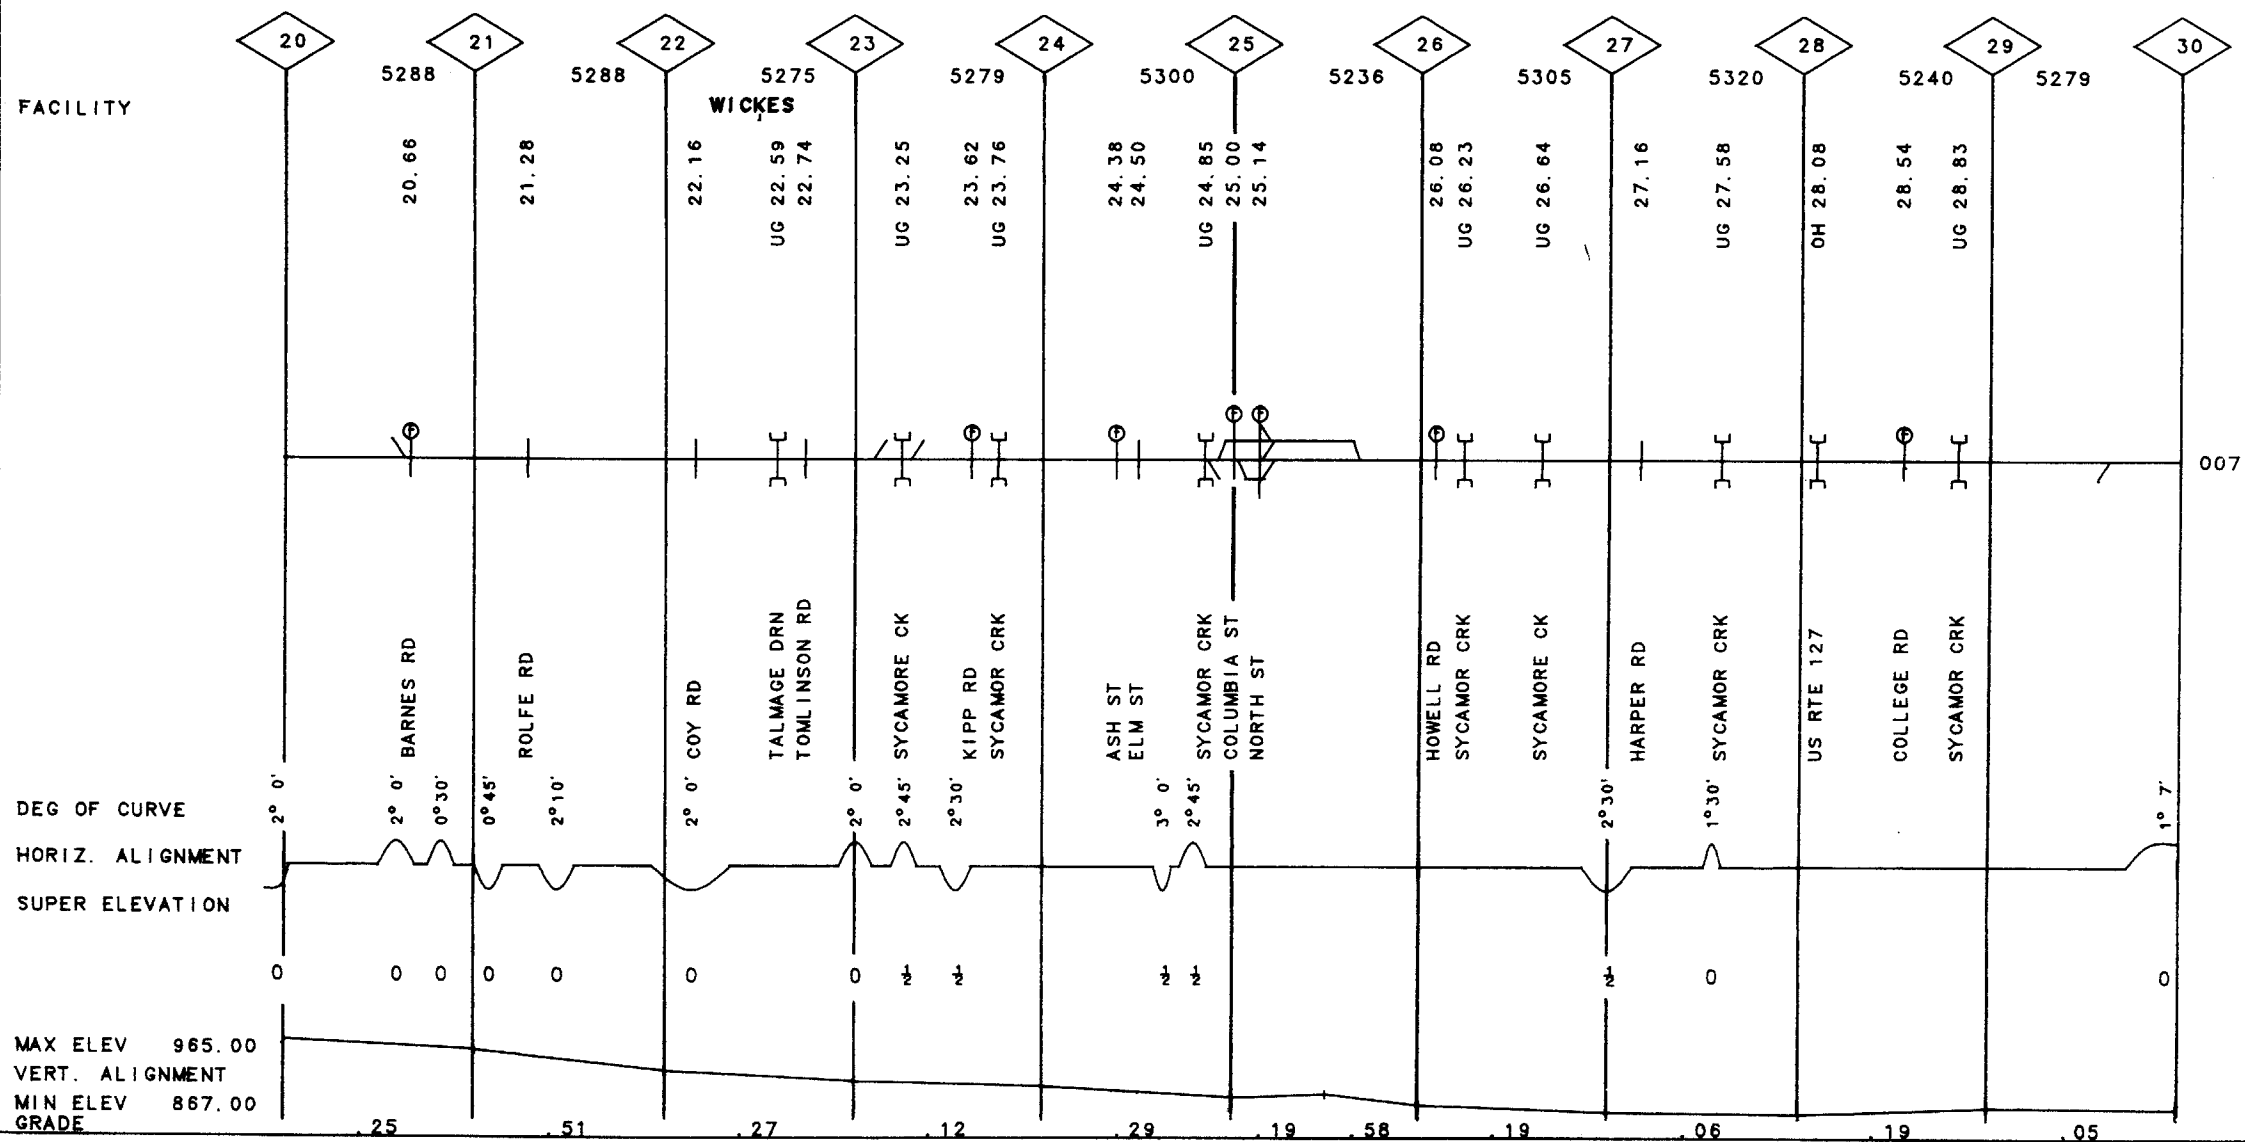 20 21 22 23 24 25 26 27 28 29 30
5288 5288 5275 5279 5300 5236 5305 5320 5240 5279
FACILITY
WICKES
20.66
21.28
22.16
UG 22.59
22.74
UG 23.25
23.62
UG 23.76
24.38
24.50
UG 24.85
25.00
25.14
26.08
UG 26.23
UG 26.64
27.16
UG 27.58
OH 28.08
28.54
UG 28.83
F F F F F F F
007
BARNES RD
ROLFE RD
COY RD
TALMAGE DRN
TOMLINSON RD
SYCAMORE CK
KIPP RD
SYCAMOR CRK
ASH ST
ELM ST
SYCAMOR CRK
COLUMBIA ST
NORTH ST
HOWELL RD
SYCAMOR CRK
SYCAMORE CK
HARPER RD
SYCAMOR CRK
US RTE 127
COLLEGE RD
SYCAMOR CRK
DEG OF CURVE
2° 0'
2° 0'
0°30'
0°45'
2°10'
2° 0'
2° 0'
2°45'
2°30'
3° 0'
2°45'
2°30'
1°30'
1° 7'
HORIZ. ALIGNMENT
SUPER ELEVATION
0 0 0 0 0 0 0 ½ ½ ½ ½ ½ 0 0
MAX ELEV 965.00
VERT. ALIGNMENT
MIN ELEV 867.00
GRADE .25 .51 .27 .12 .29 .19 .58 .19 .06 .19 .05